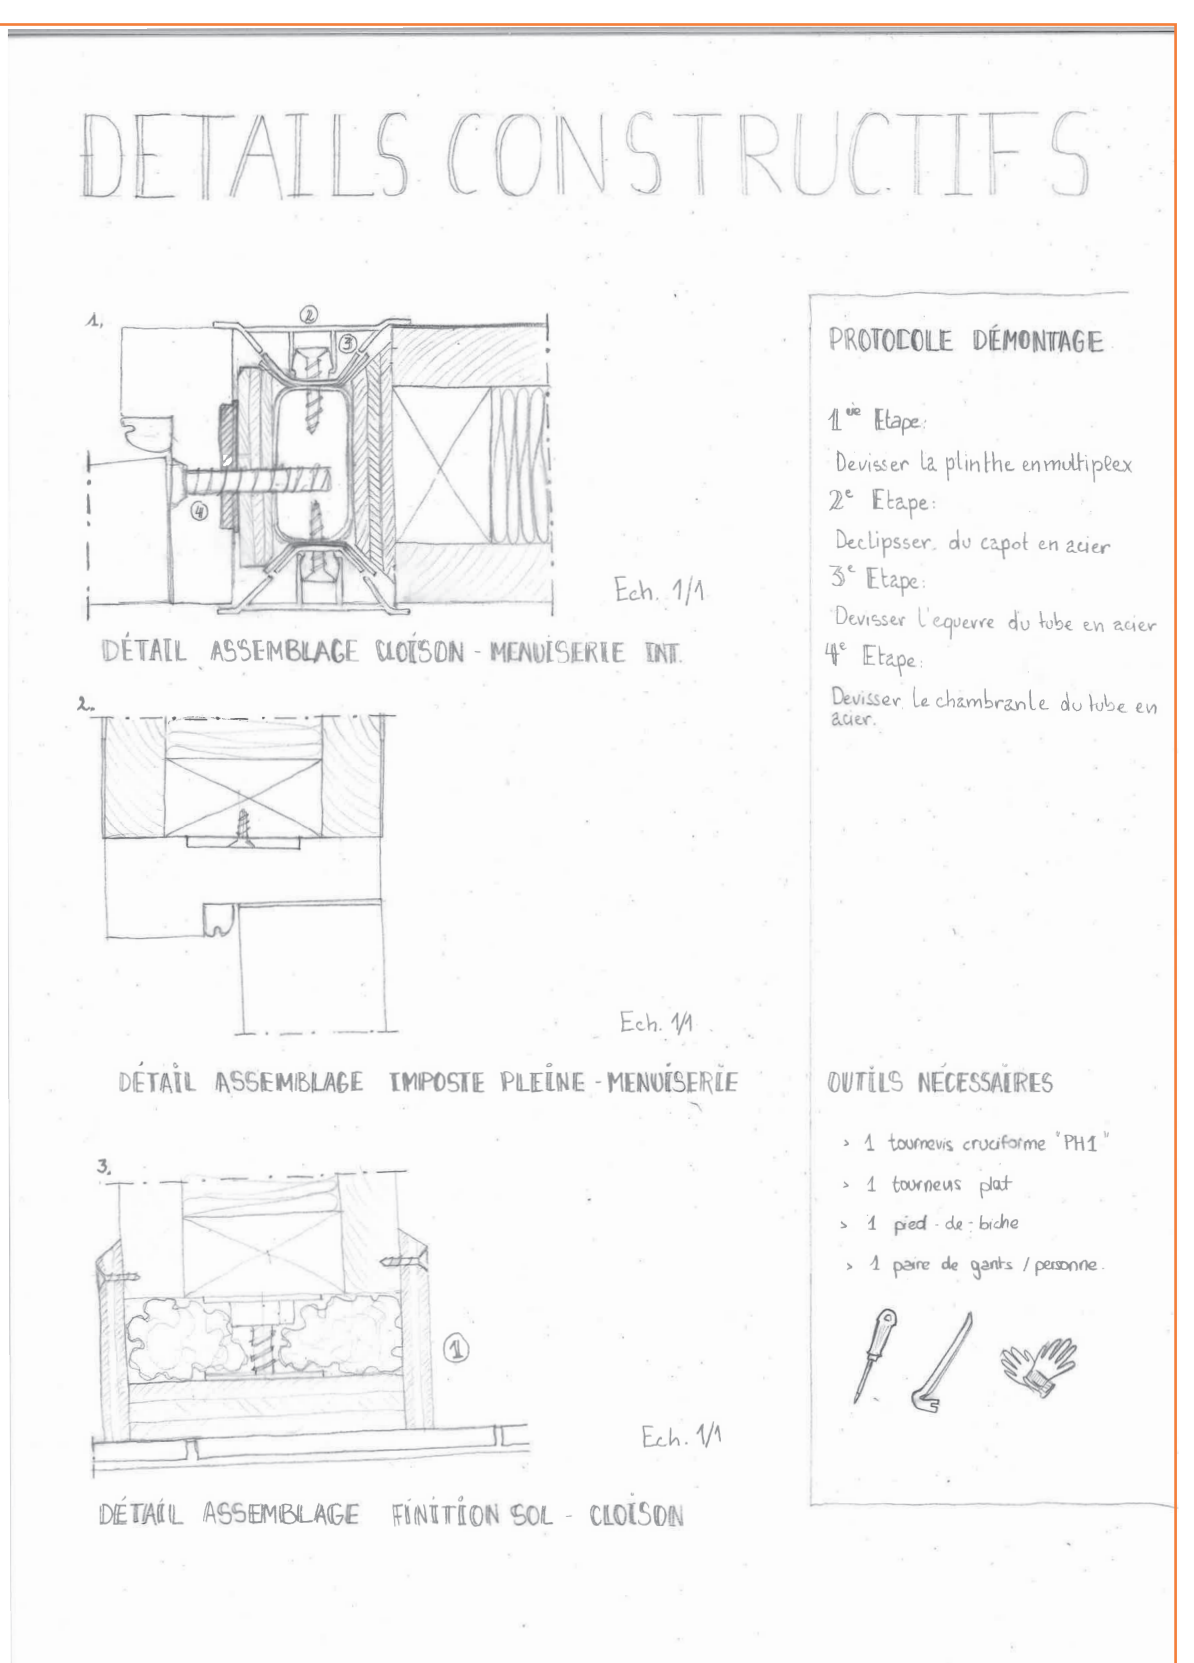 DETAILS CONSTRUCTIFS
1.
2
3
4
Ech. 1/1
DÉTAIL ASSEMBLAGE CLOISON - MENUISERIE INT.
2.
Ech. 1/1
DÉTAIL ASSEMBLAGE IMPOSTE PLEINE - MENUISERIE
3.
1
Ech. 1/1
DÉTAIL ASSEMBLAGE FINITION SOL - CLOISON
PROTOCOLE DÉMONTAGE
1ère Etape:
Devisser la plinthe en multiplex
2e Etape:
Declipsser du capot en acier
3e Etape:
Devisser l'equerre du tube en acier
4e Etape:
Devisser le chambranle du tube en
acier.
OUTILS NÉCESSAIRES
> 1 tournevis cruciforme "PH1"
> 1 tourneus plat
> 1 pied-de-biche
> 1 paire de gants / personne.